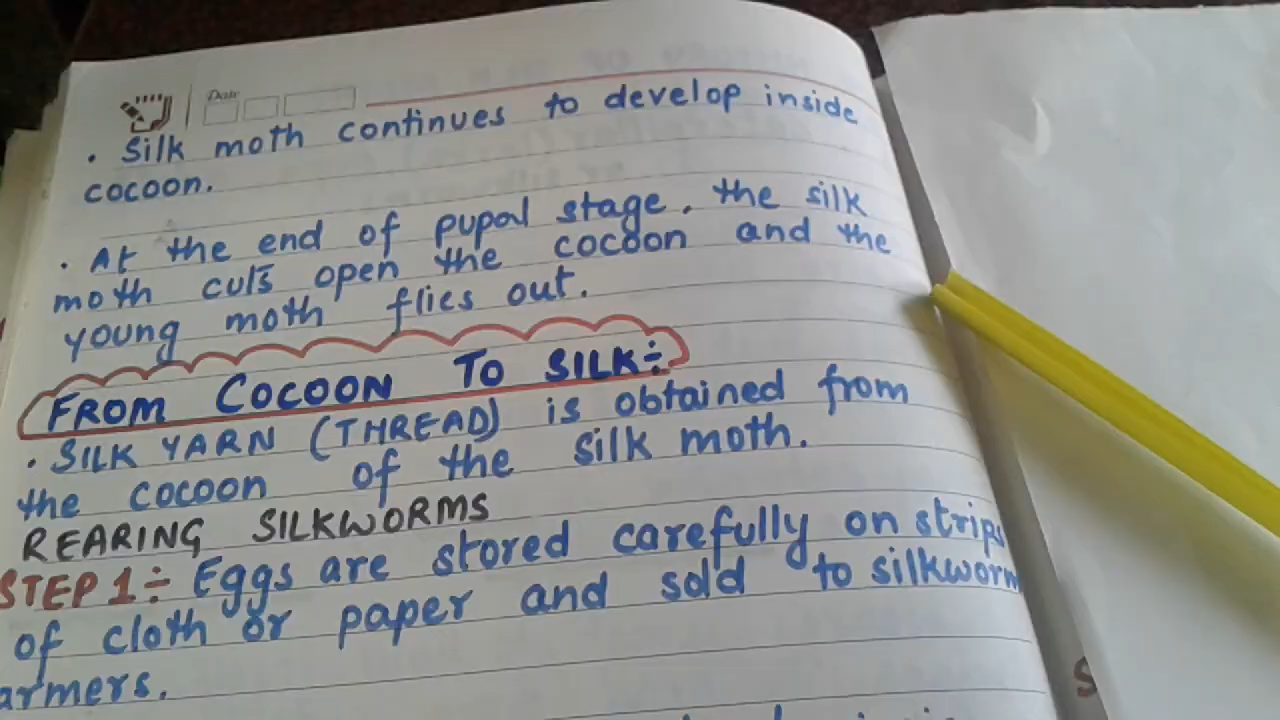 Date
. Silk moth continues to develop inside
cocoon.
. At the end of pupal stage, the silk
moth cuts open the cocoon and the
young moth flies out.
FROM COCOON TO SILK÷
. SILK YARN (THREAD) is obtained from
the cocoon of the silk moth.
REARING SILKWORMS
STEP 1÷ Eggs are stored carefully on strips
of cloth or paper and sold to silkworm
armers.